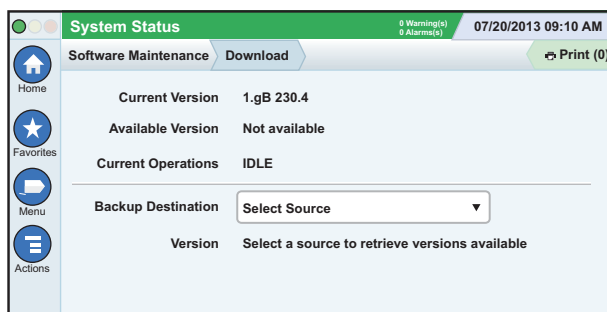 System Status
0 Warning(s)
0 Alarms(s)
07/20/2013 09:10 AM
Software Maintenance
Download
Print (0)
Home
Favorites
Menu
Actions
Current Version 1.gB 230.4
Available Version Not available
Current Operations IDLE
Backup Destination Select Source
Version Select a source to retrieve versions available